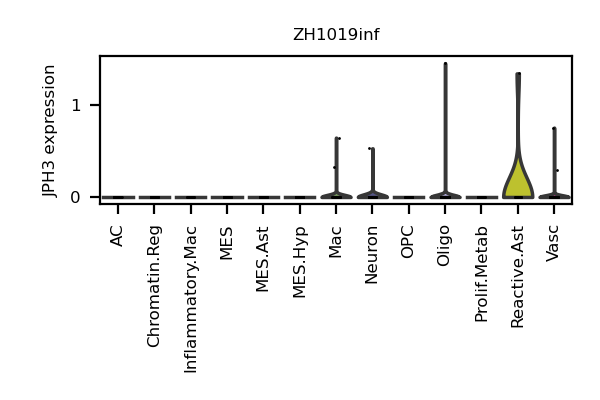 ZH1019inf
JPH3 expression
1
0
AC
Chromatin.Reg
Inflammatory.Mac
MES
MES.Ast
MES.Hyp
Mac
Neuron
OPC
Oligo
Prolif.Metab
Reactive.Ast
Vasc